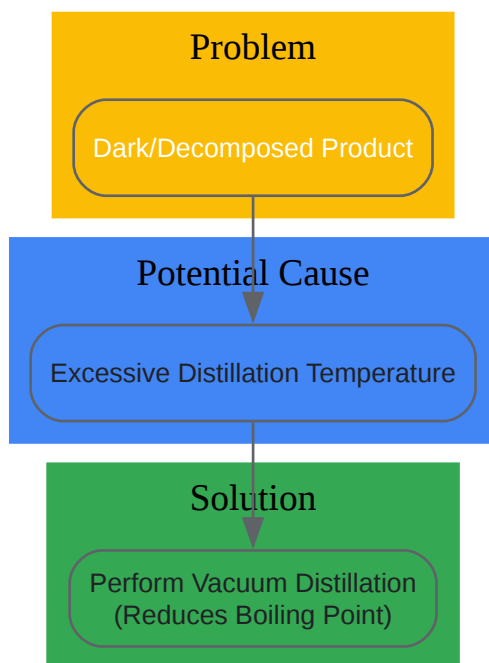 Problem
Dark/Decomposed Product
Potential Cause
Excessive Distillation Temperature
Solution
Perform Vacuum Distillation
(Reduces Boiling Point)